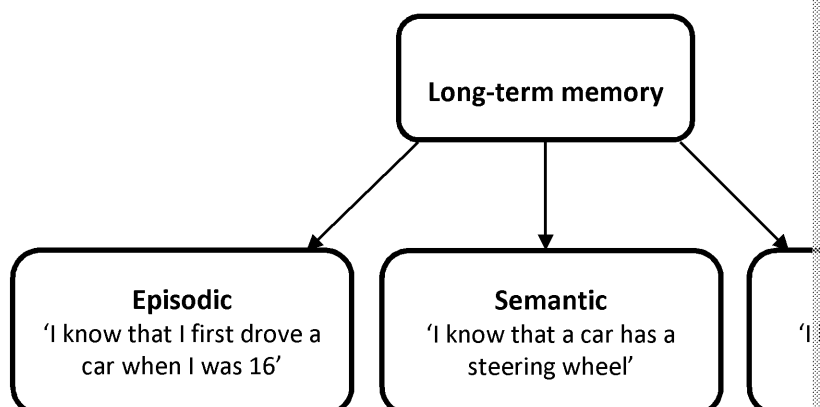 Long-term memory
Episodic
‘I know that I first drove a
car when I was 16’
Semantic
‘I know that a car has a
steering wheel’
‘I